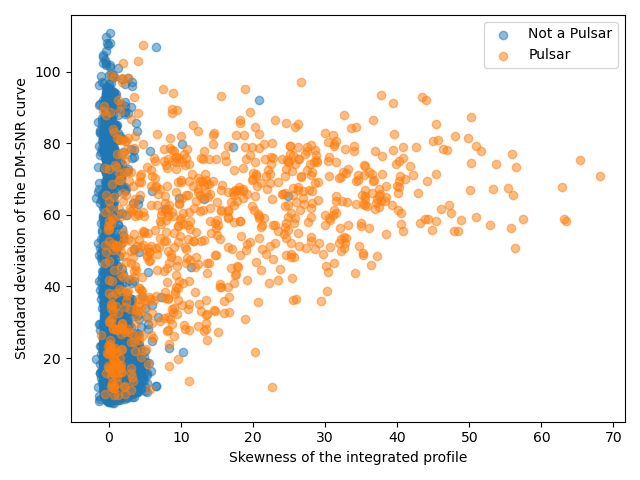 Not a Pulsar
Pulsar
Standard deviation of the DM-SNR curve
100
80
60
40
20
0 10 20 30 40 50 60 70
Skewness of the integrated profile